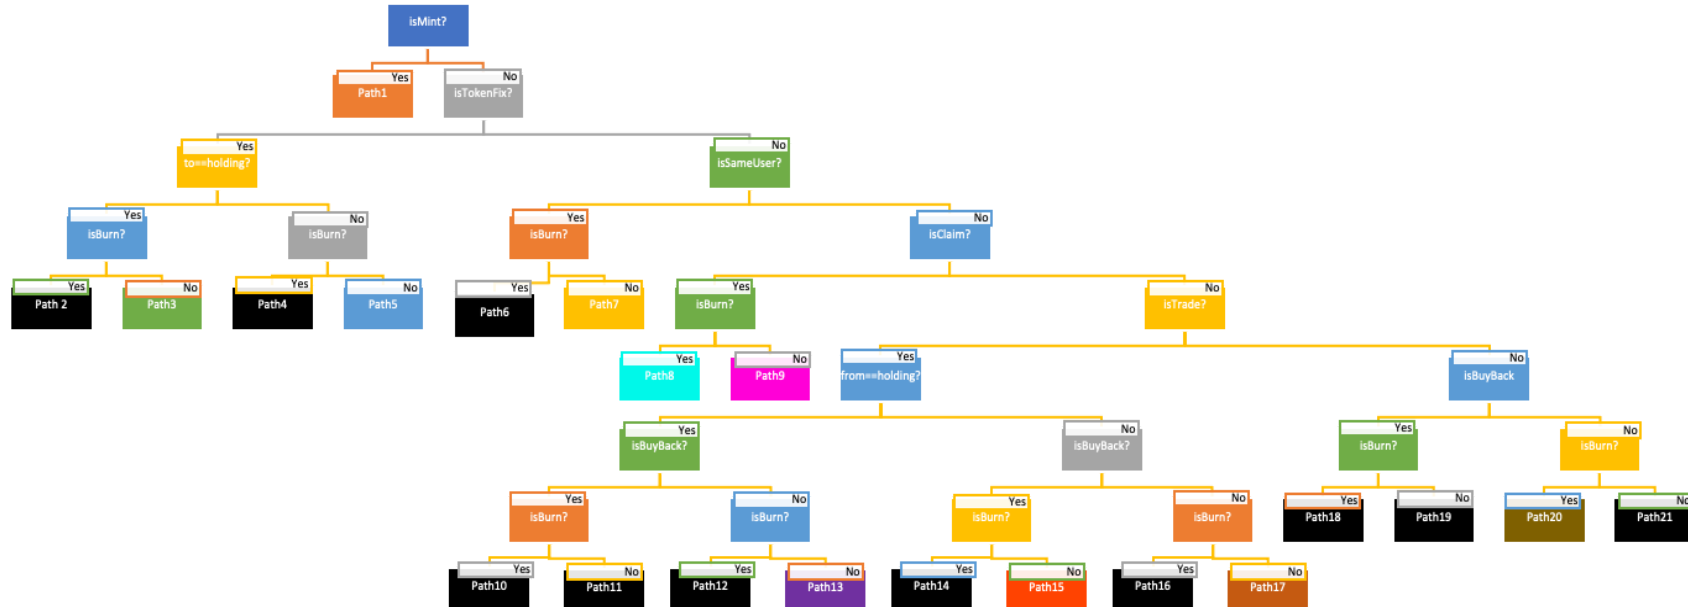 isMint?
Yes
No
Path1
isTokenFix?
Yes
No
to==holding?
isSameUser?
Yes
No
Yes
No
isBurn?
isBurn?
isBurn?
isClaim?
Yes
No
Yes
No
Yes
No
Yes
No
Path 2
Path3
Path4
Path5
Path6
Path7
isBurn?
isTrade?
Yes
No
Yes
No
Path8
Path9
from==holding?
isBuyBack
Yes
No
Yes
No
isBuyBack?
isBuyBack?
isBurn?
isBurn?
Yes
No
Yes
No
Yes
No
Yes
No
isBurn?
isBurn?
isBurn?
isBurn?
Path18
Path19
Path20
Path21
Yes
No
Yes
No
Yes
No
Yes
No
Path10
Path11
Path12
Path13
Path14
Path15
Path16
Path17